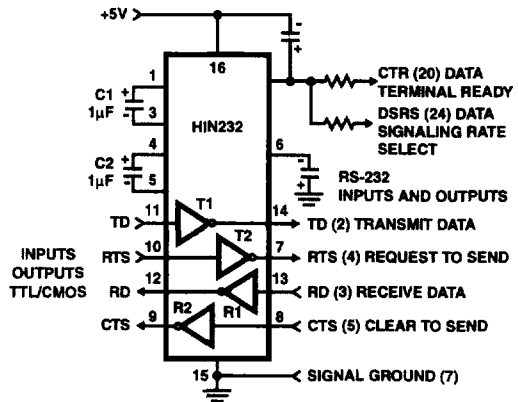 +5V
-
+
16
1
CTR (20) DATA
TERMINAL READY
C1
1μF
+
-
3
HIN232
DSRS (24) DATA
SIGNALING RATE
SELECT
4
6
C2
1μF
+
-
5
-
+
RS-232
INPUTS AND OUTPUTS
T1
TD
11
14
TD (2) TRANSMIT DATA
T2
INPUTS
OUTPUTS
TTL/CMOS
RTS
10
7
RTS (4) REQUEST TO SEND
RD
12
13
RD (3) RECEIVE DATA
R2
R1
CTS
9
8
CTS (5) CLEAR TO SEND
15
SIGNAL GROUND (7)